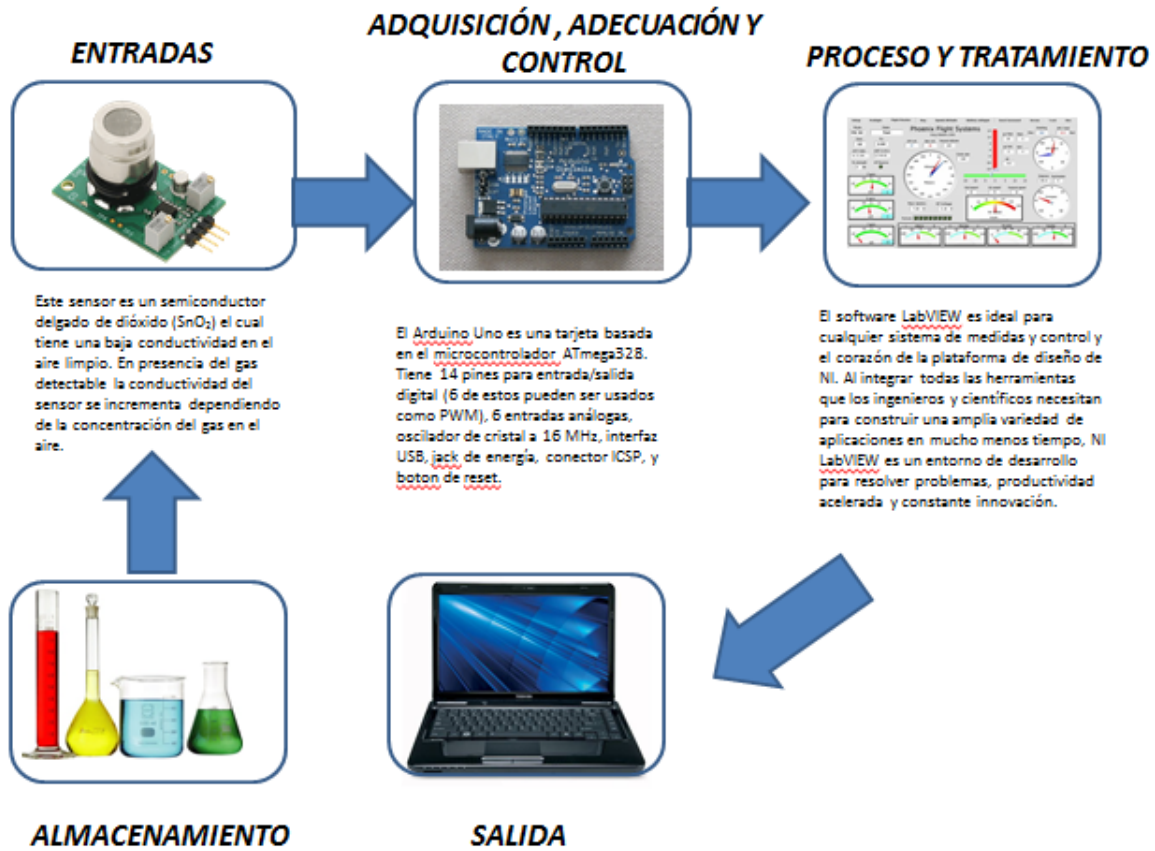 ENTRADAS
ADQUISICIÓN , ADECUACIÓN Y
CONTROL
PROCESO Y TRATAMIENTO
Phoenix Flight Systems
Arduino
Este sensor es un semiconductor
delgado de dióxido (SnO₂) el cual
tiene una baja conductividad en el
aire limpio. En presencia del gas
detectable la conductividad del
sensor se incrementa dependiendo
de la concentración del gas en el
aire.
El Arduino Uno es una tarjeta basada
en el microcontrolador ATmega328.
Tiene 14 pines para entrada/salida
digital (6 de estos pueden ser usados
como PWM), 6 entradas análogas,
oscilador de cristal a 16 MHz, interfaz
USB, jack de energía, conector ICSP, y
boton de reset.
El software LabVIEW es ideal para
cualquier sistema de medidas y control y
el corazón de la plataforma de diseño de
NI. Al integrar todas las herramientas
que los ingenieros y científicos necesitan
para construir una amplia variedad de
aplicaciones en mucho menos tiempo, NI
LabVIEW es un entorno de desarrollo
para resolver problemas, productividad
acelerada y constante innovación.
ALMACENAMIENTO
SALIDA